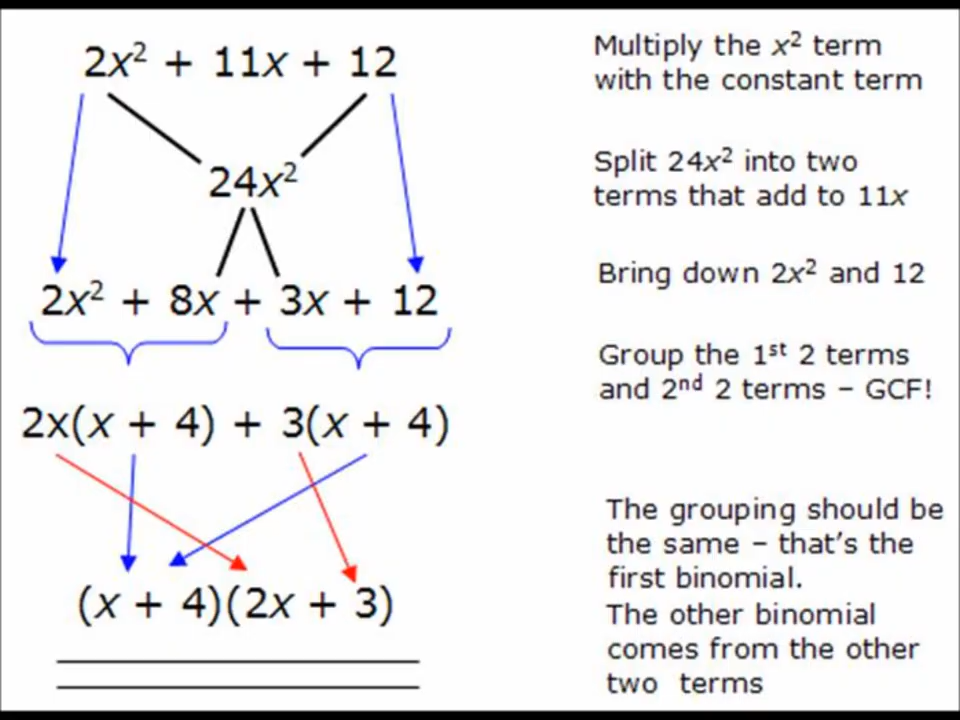 2x² + 11x + 12
24x²
2x² + 8x + 3x + 12
2x(x + 4) + 3(x + 4)
(x + 4)(2x + 3)
Multiply the x² term
with the constant term
Split 24x² into two
terms that add to 11x
Bring down 2x² and 12
Group the 1st 2 terms
and 2nd 2 terms – GCF!
The grouping should be
the same – that's the
first binomial.
The other binomial
comes from the other
two terms